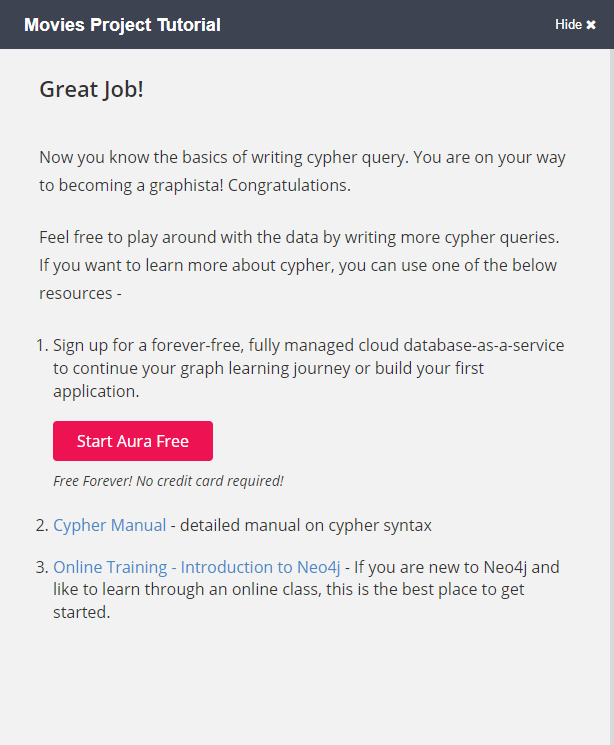 Movies Project Tutorial
Hide ✖
Great Job!
Now you know the basics of writing cypher query. You are on your way
to becoming a graphista! Congratulations.
Feel free to play around with the data by writing more cypher queries.
If you want to learn more about cypher, you can use one of the below
resources -
1. Sign up for a forever-free, fully managed cloud database-as-a-service
to continue your graph learning journey or build your first
application.
Start Aura Free
Free Forever! No credit card required!
2. Cypher Manual - detailed manual on cypher syntax
3. Online Training - Introduction to Neo4j - If you are new to Neo4j and
like to learn through an online class, this is the best place to get
started.